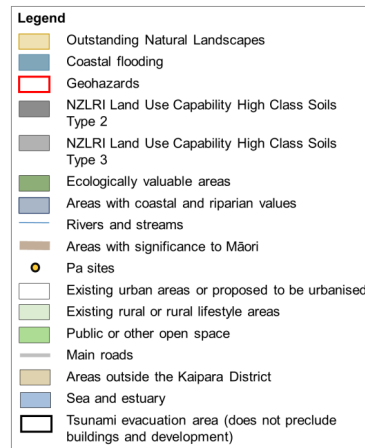 Legend
Outstanding Natural Landscapes
Coastal flooding
Geohazards
NZLRI Land Use Capability High Class Soils
Type 2
NZLRI Land Use Capability High Class Soils
Type 3
Ecologically valuable areas
Areas with coastal and riparian values
Rivers and streams
Areas with significance to Māori
Pa sites
Existing urban areas or proposed to be urbanised
Existing rural or rural lifestyle areas
Public or other open space
Main roads
Areas outside the Kaipara District
Sea and estuary
Tsunami evacuation area (does not preclude
buildings and development)